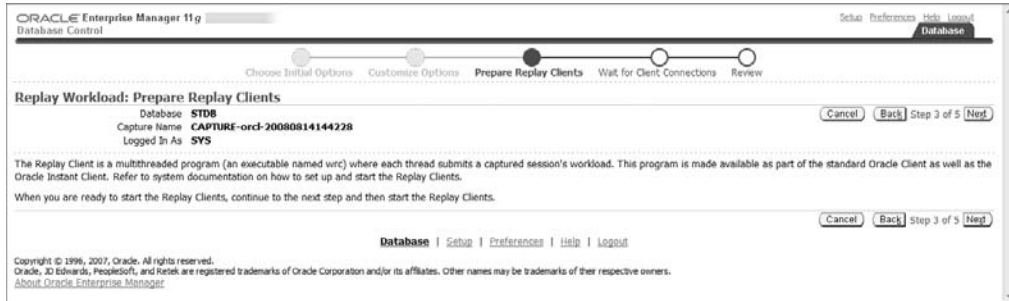 ORACLE Enterprise Manager 11g
Database Control
Setup Preferences Help Logout
Database
Choose Initial Options Customize Options Prepare Replay Clients Wait for Client Connections Review
Replay Workload: Prepare Replay Clients
Database STDB
Capture Name CAPTURE-orcl-20080814144228
Logged In As SYS
Cancel Back Step 3 of 5 Next
The Replay Client is a multithreaded program (an executable named wrc) where each thread submits a captured session's workload. This program is made available as part of the standard Oracle Client as well as the
Oracle Instant Client. Refer to system documentation on how to set up and start the Replay Clients.
When you are ready to start the Replay Clients, continue to the next step and then start the Replay Clients.
Cancel Back Step 3 of 5 Next
Database | Setup | Preferences | Help | Logout
Copyright © 1996, 2007, Oracle. All rights reserved.
Oracle, JD Edwards, PeopleSoft, and Retek are registered trademarks of Oracle Corporation and/or its affiliates. Other names may be trademarks of their respective owners.
About Oracle Enterprise Manager